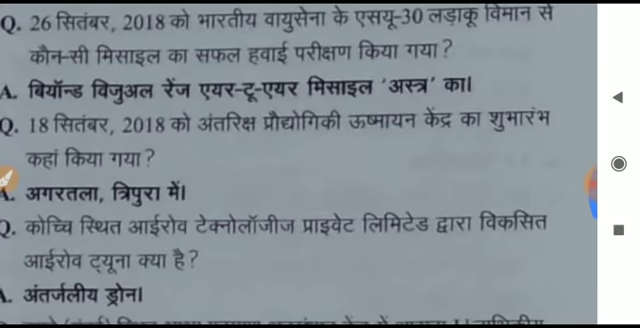 Q. 26 सितंबर, 2018 को भारतीय वायुसेना के एसयू-30 लड़ाकू विमान से
कौन-सी मिसाइल का सफल हवाई परीक्षण किया गया?
A. बियॉन्ड विजुअल रेंज एयर-टू-एयर मिसाइल ‘अस्त्र’ का।
Q. 18 सितंबर, 2018 को अंतरिक्ष प्रौद्योगिकी ऊष्मायन केंद्र का शुभारंभ
कहां किया गया?
A. अगरतला, त्रिपुरा में।
Q. कोच्चि स्थित आईरोव टेक्नोलॉजीज प्राइवेट लिमिटेड द्वारा विकसित
आईरोव ट्यूना क्या है?
A. अंतर्जलीय ड्रोन।